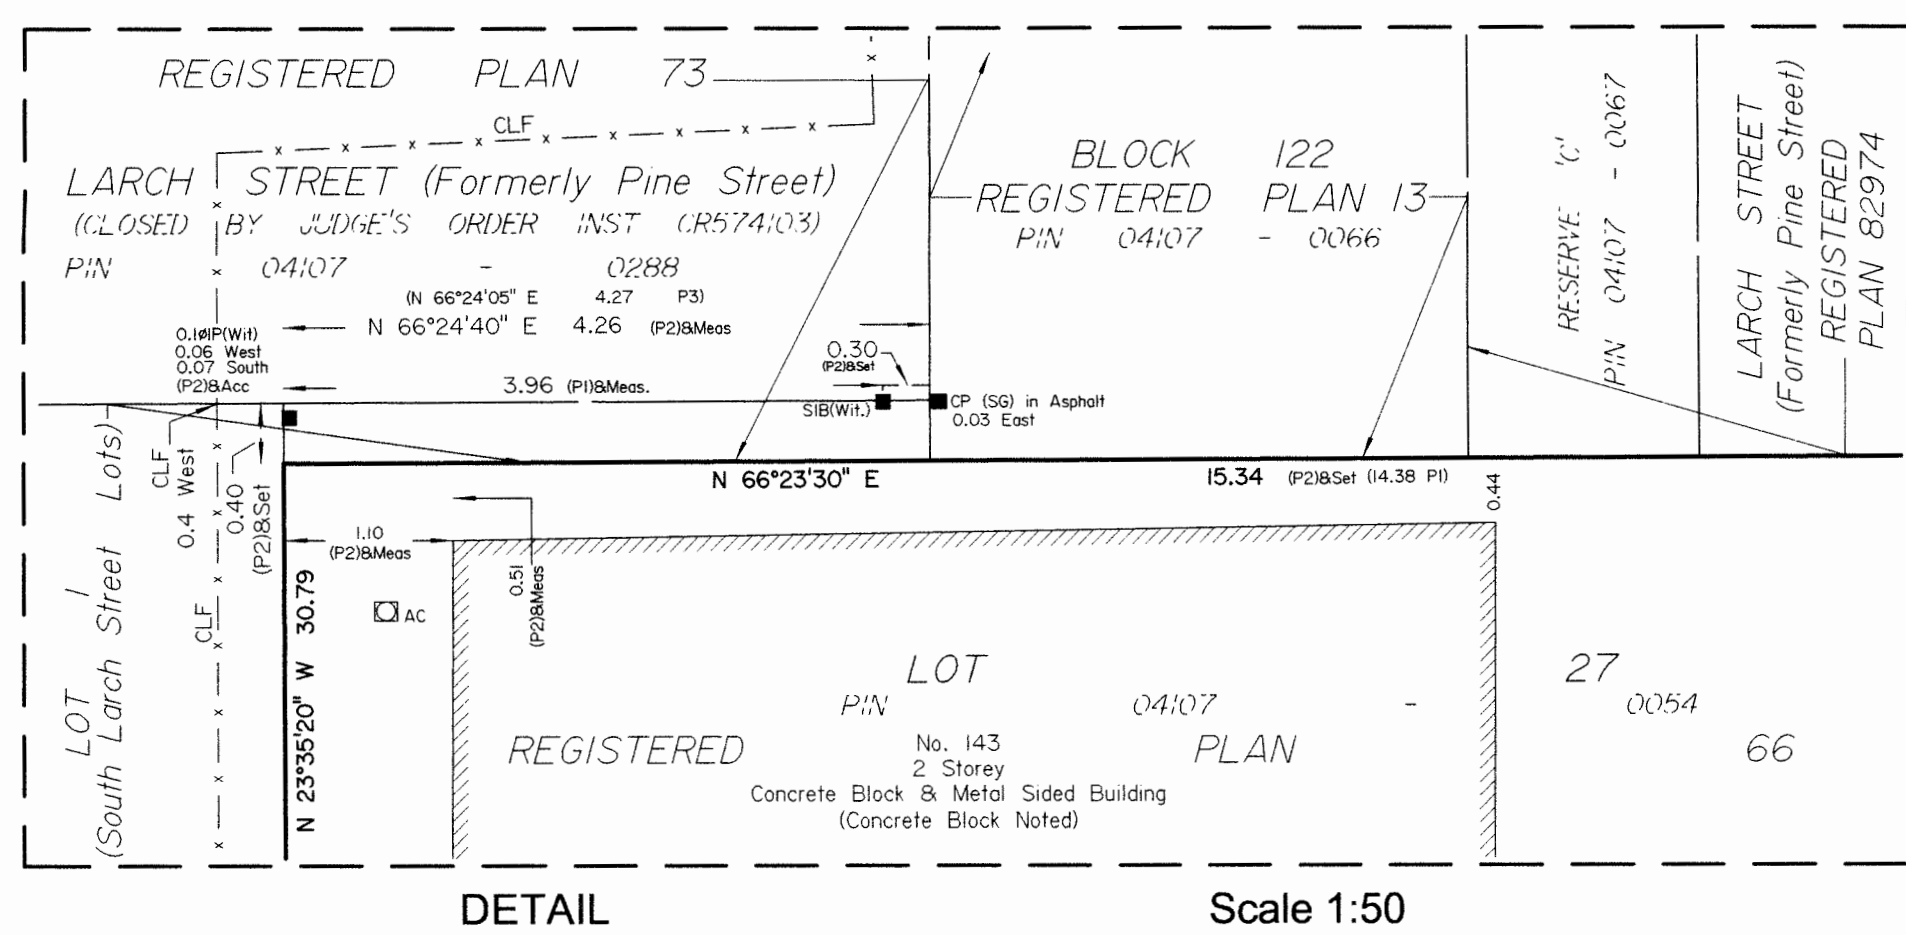 REGISTERED PLAN 73
CLF
LARCH STREET (Formerly Pine Street)
(CLOSED BY JUDGE'S ORDER INST CR574103)
PIN 04107 - 0288
(N 66°24'05" E 4.27 P3)
N 66°24'40" E 4.26 (P2)&Meas
0.1øIP(Wit)
0.06 West
0.07 South
(P2)&Acc
3.96 (P1)&Meas.
0.30
(P2)&Set
SIB(Wit.)
CP (SG) in Asphalt
0.03 East
BLOCK 122
REGISTERED PLAN 13
PIN 04107 - 0066
RESERVE 'C'
PIN 04107 - 0067
LARCH STREET
(Formerly Pine Street)
REGISTERED
PLAN 82974
LOT 1
(South Larch Street Lots)
CLF
0.4 West
0.40
(P2)&Set
CLF
N 66°23'30" E 15.34 (P2)&Set (14.38 P1)
0.44
1.10
(P2)&Meas
0.51
(P2)&Meas
N 23°35'20" W 30.79
AC
LOT 27
PIN 04107 - 0054
REGISTERED PLAN 66
No. 143
2 Storey
Concrete Block & Metal Sided Building
(Concrete Block Noted)
DETAIL Scale 1:50